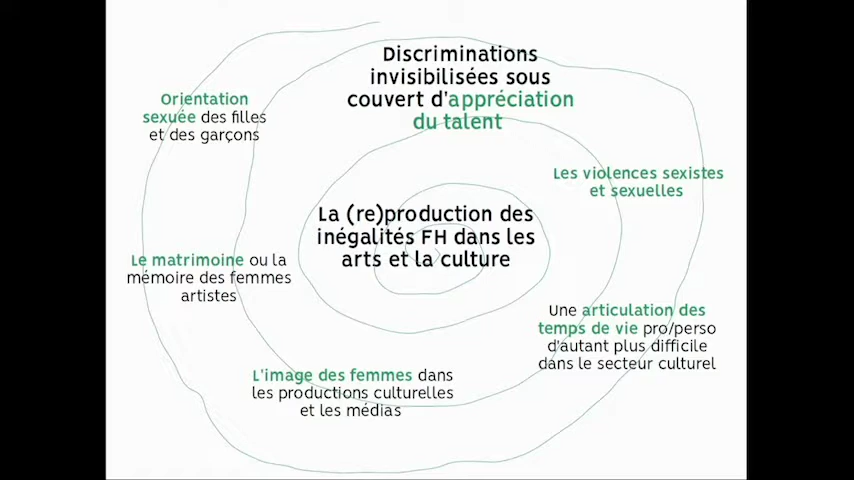 Discriminations
invisibilisées sous
couvert d'appréciation
du talent
Orientation
sexuée des filles
et des garçons
Les violences sexistes
et sexuelles
La (re)production des
inégalités FH dans les
arts et la culture
Le matrimoine ou la
mémoire des femmes
artistes
Une articulation des
temps de vie pro/perso
d'autant plus difficile
dans le secteur culturel
L'image des femmes dans
les productions culturelles
et les médias